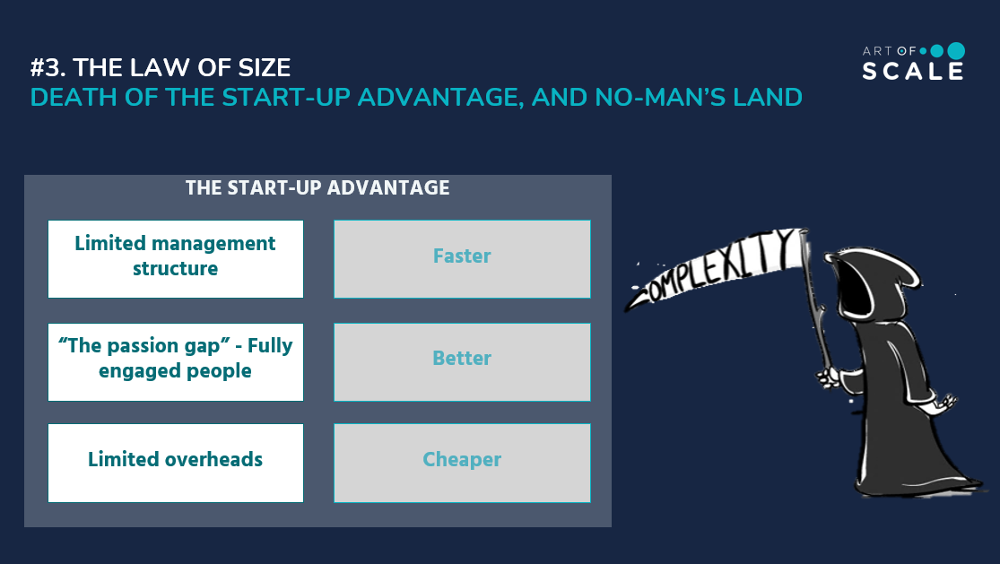 #3. THE LAW OF SIZE
DEATH OF THE START-UP ADVANTAGE, AND NO-MAN’S LAND
ART OF
SCALE
THE START-UP ADVANTAGE
Limited management
structure
Faster
“The passion gap” - Fully
engaged people
Better
Limited overheads
Cheaper
COMPLEXITY